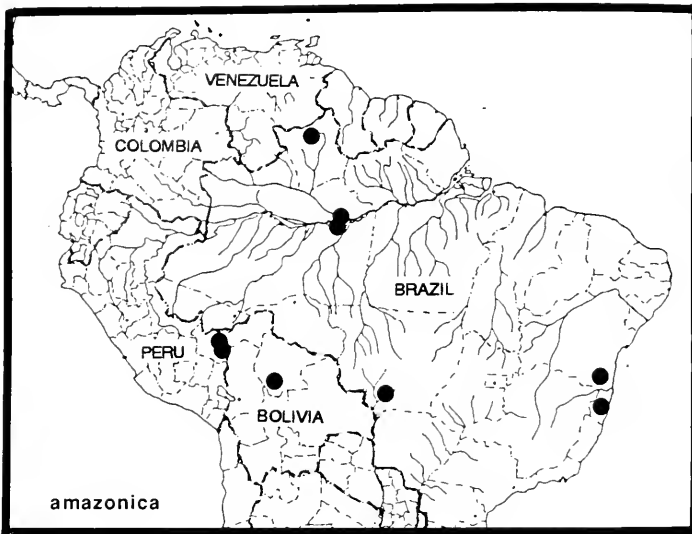 VENEZUELA
COLOMBIA
BRAZIL
PERU
BOLIVIA
amazonica